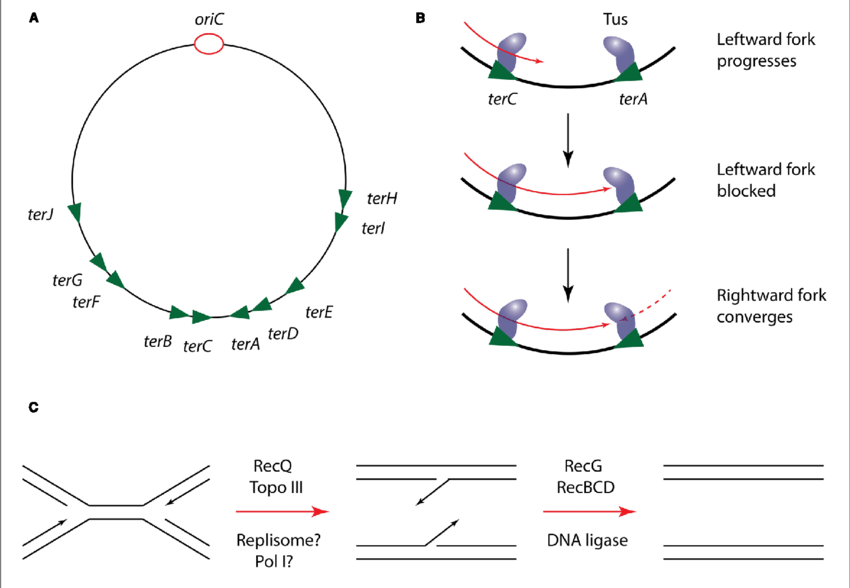 A
oriC
terH
terI
terJ
terG
terF
terE
terD
terB
terC
terA
B
Tus
terC
terA
Leftward fork
progresses
Leftward fork
blocked
Rightward fork
converges
C
RecQ
Topo III
Replisome?
Pol I?
RecG
RecBCD
DNA ligase